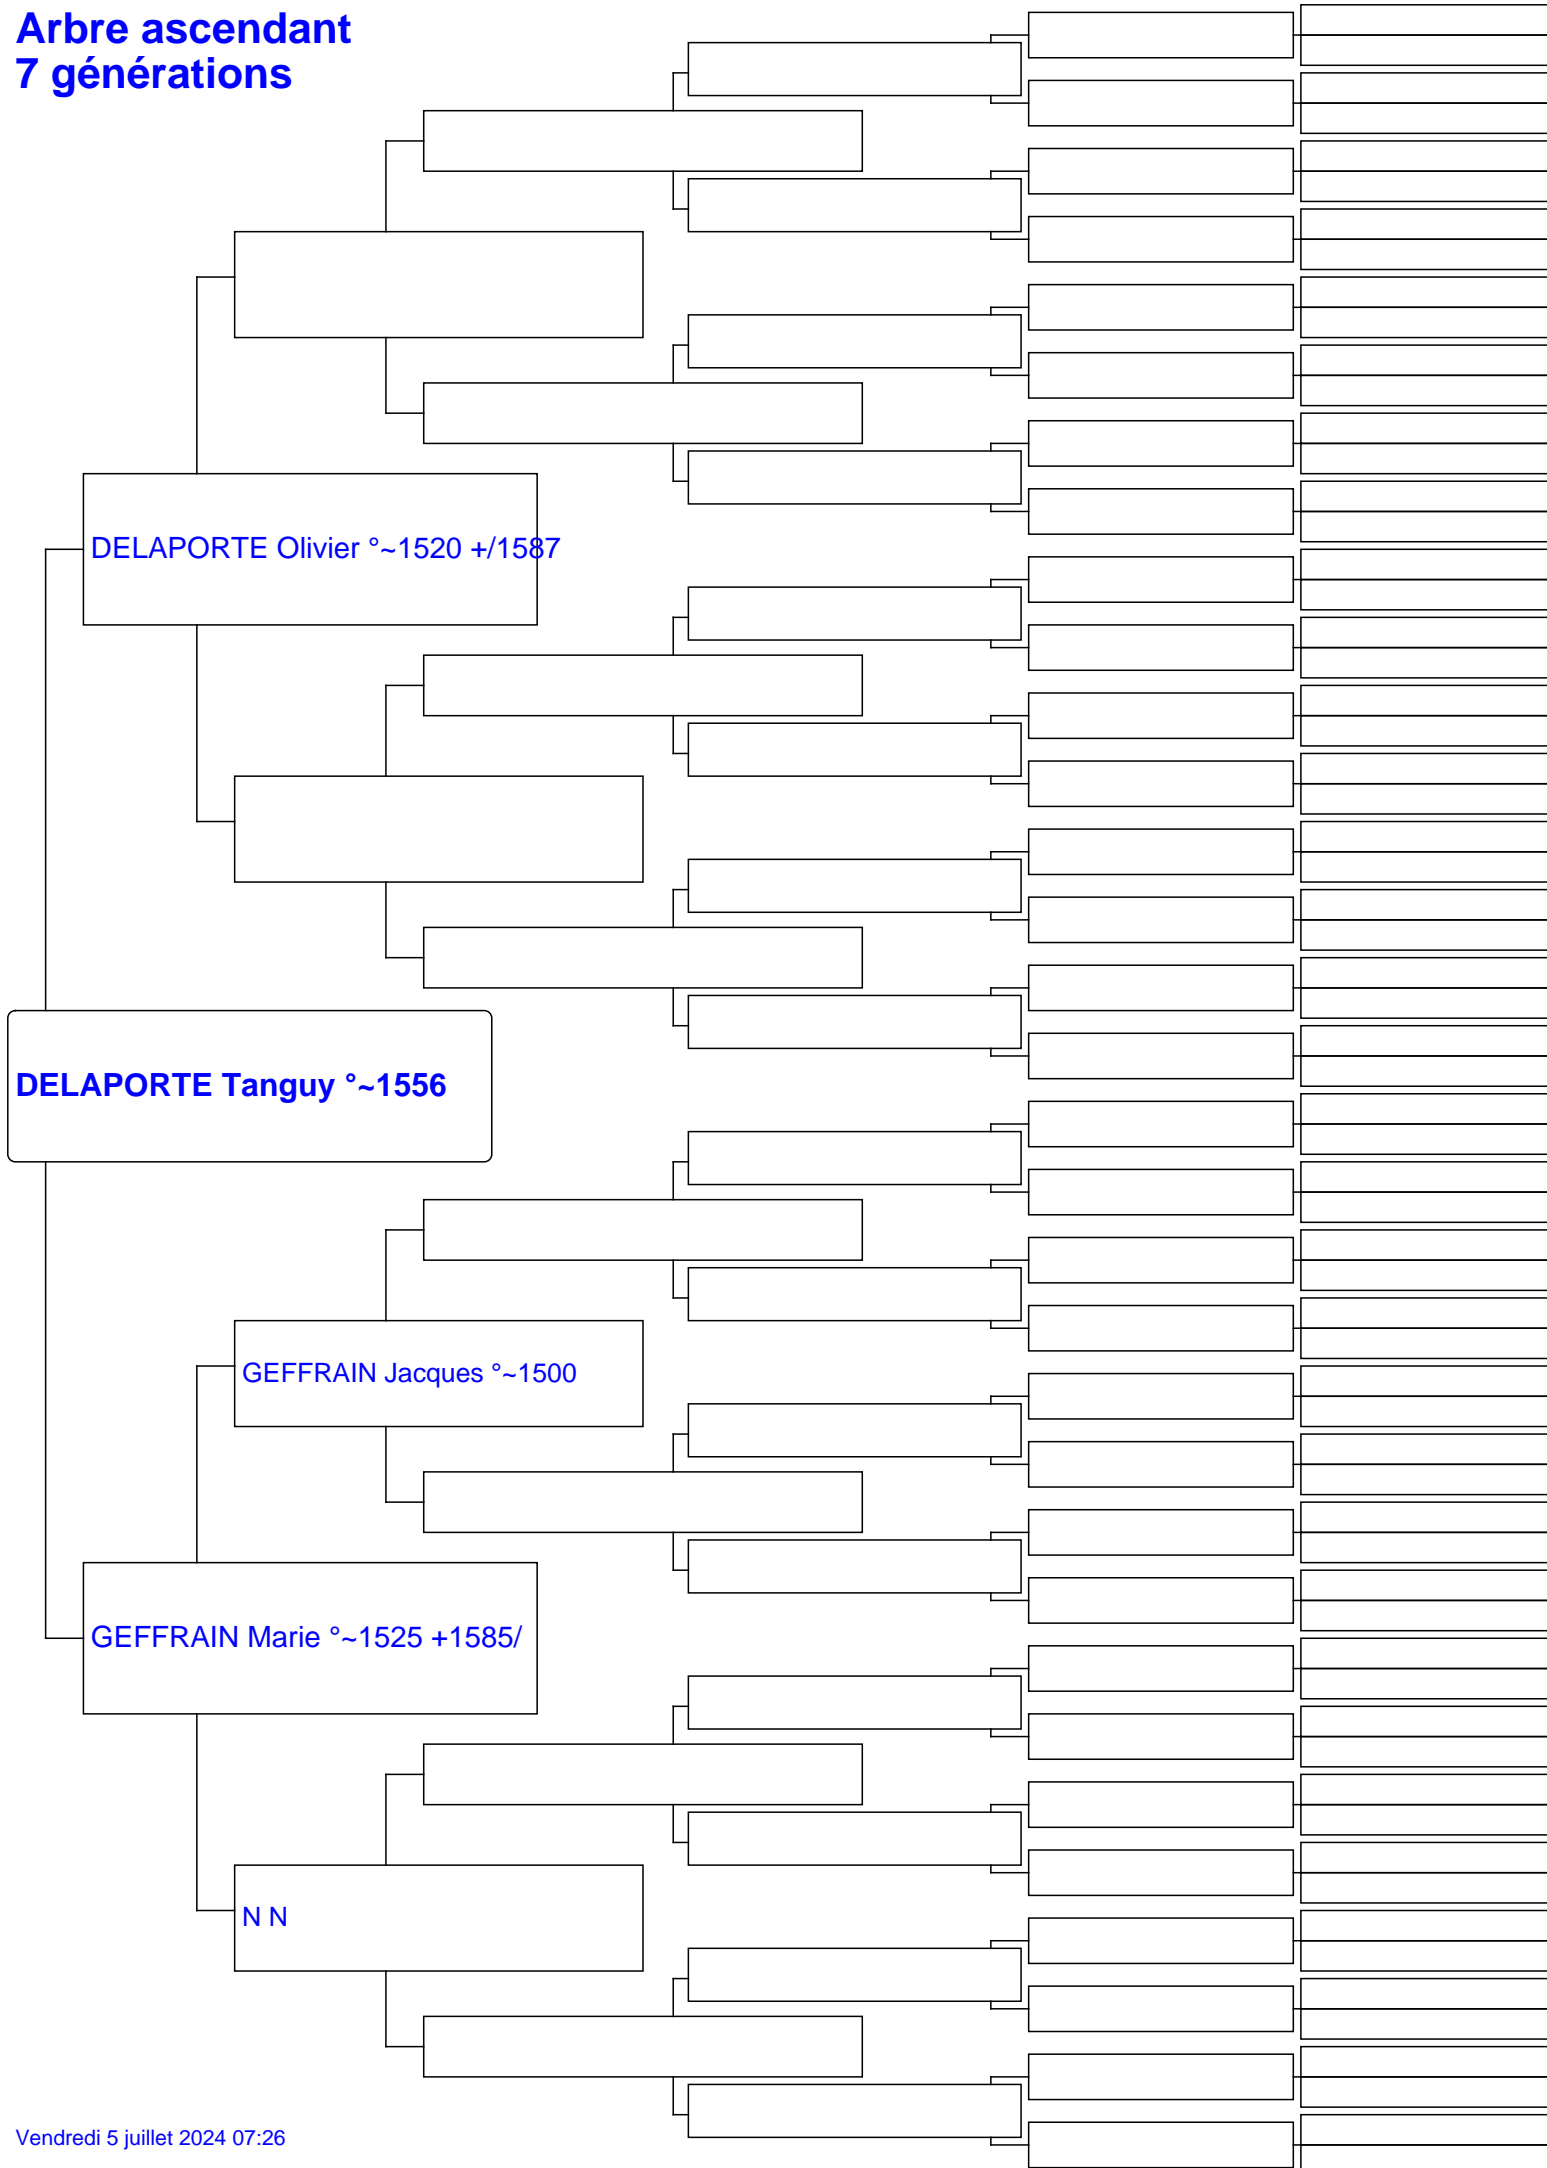 Arbre ascendant
7 générations
DELAPORTE Olivier °~1520 +/1587
DELAPORTE Tanguy °~1556
GEFFRAIN Jacques °~1500
GEFFRAIN Marie °~1525 +1585/
N N
Vendredi 5 juillet 2024 07:26